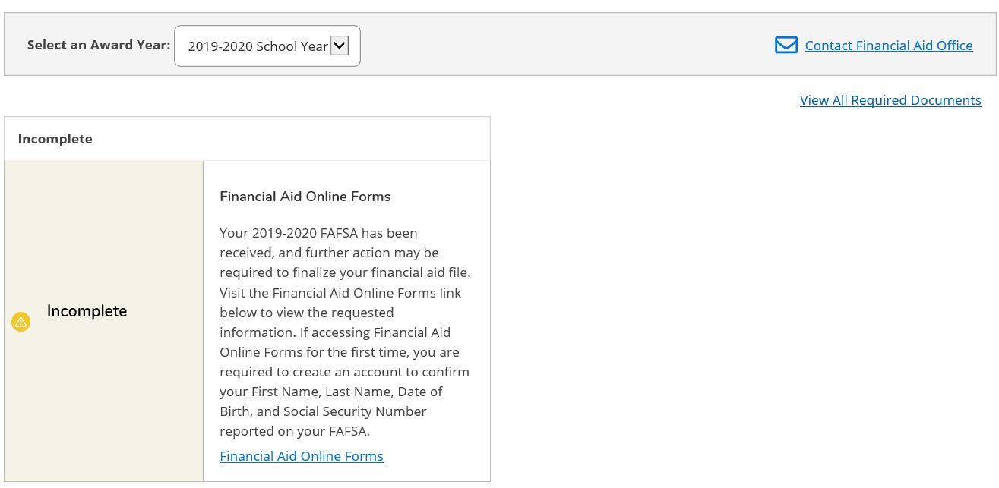 Select an Award Year: 2019-2020 School Year Contact Financial Aid Office
View All Required Documents
Incomplete
Incomplete
Financial Aid Online Forms
Your 2019-2020 FAFSA has been
received, and further action may be
required to finalize your financial aid file.
Visit the Financial Aid Online Forms link
below to view the requested
information. If accessing Financial Aid
Online Forms for the first time, you are
required to create an account to confirm
your First Name, Last Name, Date of
Birth, and Social Security Number
reported on your FAFSA.
Financial Aid Online Forms